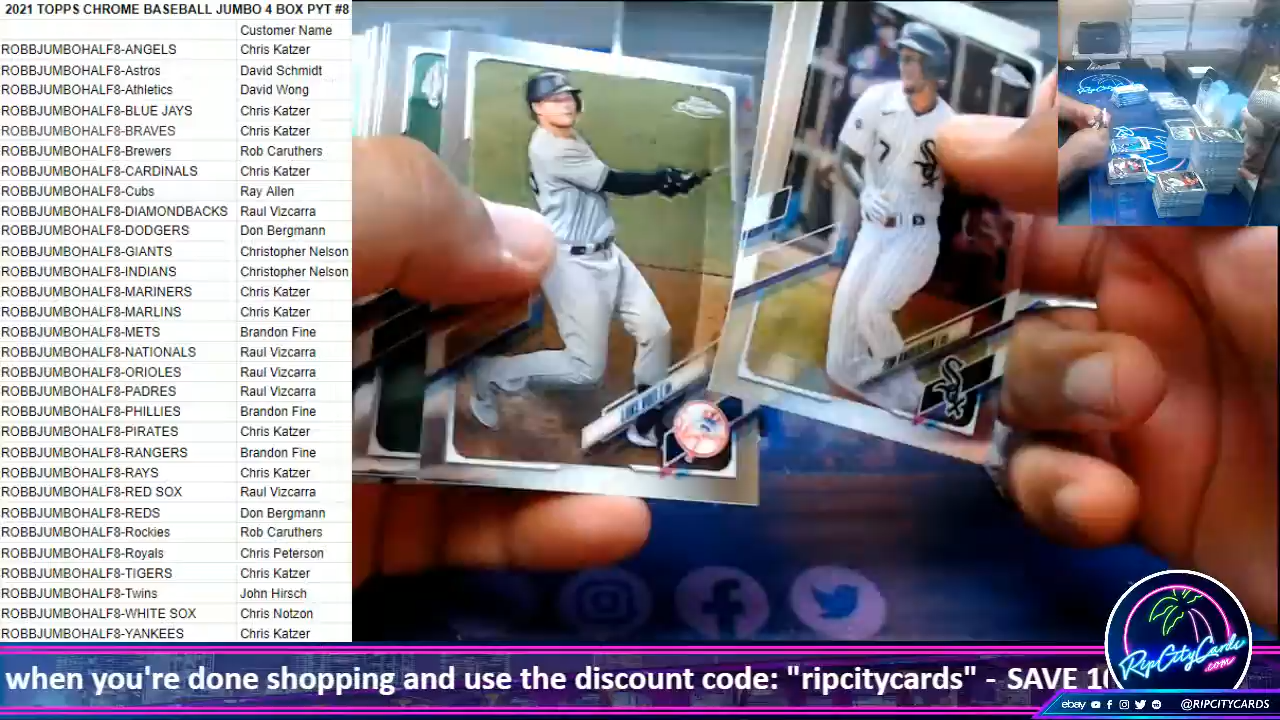 2021 TOPPS CHROME BASEBALL JUMBO 4 BOX PYT #8
Customer Name
ROBBJUMBOHALF8-ANGELS Chris Katzer
ROBBJUMBOHALF8-Astros David Schmidt
ROBBJUMBOHALF8-Athletics David Wong
ROBBJUMBOHALF8-BLUE JAYS Chris Katzer
ROBBJUMBOHALF8-BRAVES Chris Katzer
ROBBJUMBOHALF8-Brewers Rob Caruthers
ROBBJUMBOHALF8-CARDINALS Chris Katzer
ROBBJUMBOHALF8-Cubs Ray Allen
ROBBJUMBOHALF8-DIAMONDBACKS Raul Vizcarra
ROBBJUMBOHALF8-DODGERS Don Bergmann
ROBBJUMBOHALF8-GIANTS Christopher Nelson
ROBBJUMBOHALF8-INDIANS Christopher Nelson
ROBBJUMBOHALF8-MARINERS Chris Katzer
ROBBJUMBOHALF8-MARLINS Chris Katzer
ROBBJUMBOHALF8-METS Brandon Fine
ROBBJUMBOHALF8-NATIONALS Raul Vizcarra
ROBBJUMBOHALF8-ORIOLES Raul Vizcarra
ROBBJUMBOHALF8-PADRES Raul Vizcarra
ROBBJUMBOHALF8-PHILLIES Brandon Fine
ROBBJUMBOHALF8-PIRATES Chris Katzer
ROBBJUMBOHALF8-RANGERS Brandon Fine
ROBBJUMBOHALF8-RAYS Chris Katzer
ROBBJUMBOHALF8-RED SOX Raul Vizcarra
ROBBJUMBOHALF8-REDS Don Bergmann
ROBBJUMBOHALF8-Rockies Rob Caruthers
ROBBJUMBOHALF8-Royals Chris Peterson
ROBBJUMBOHALF8-TIGERS Chris Katzer
ROBBJUMBOHALF8-Twins John Hirsch
ROBBJUMBOHALF8-WHITE SOX Chris Notzon
ROBBJUMBOHALF8-YANKEES Chris Katzer
7
when you're done shopping and use the discount code: "ripcitycards" - SAVE 1
RipCityCards
.com
ebay @RIPCITYCARDS